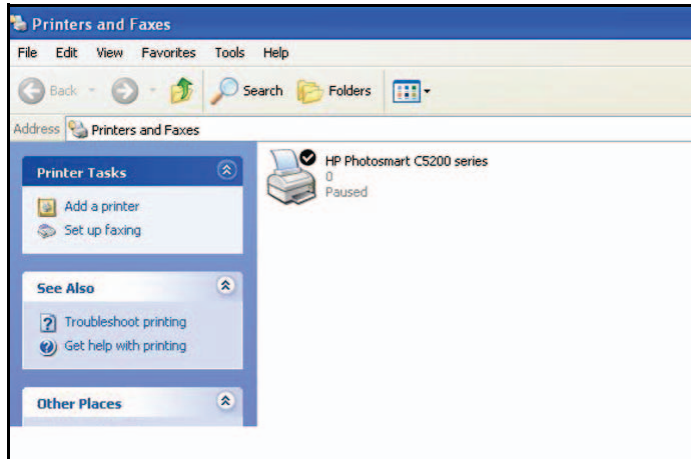 Printers and Faxes
File Edit View Favorites Tools Help
Back Search Folders
Address Printers and Faxes
Printer Tasks
Add a printer
Set up faxing
See Also
Troubleshoot printing
Get help with printing
Other Places
HP Photosmart C5200 series
0
Paused